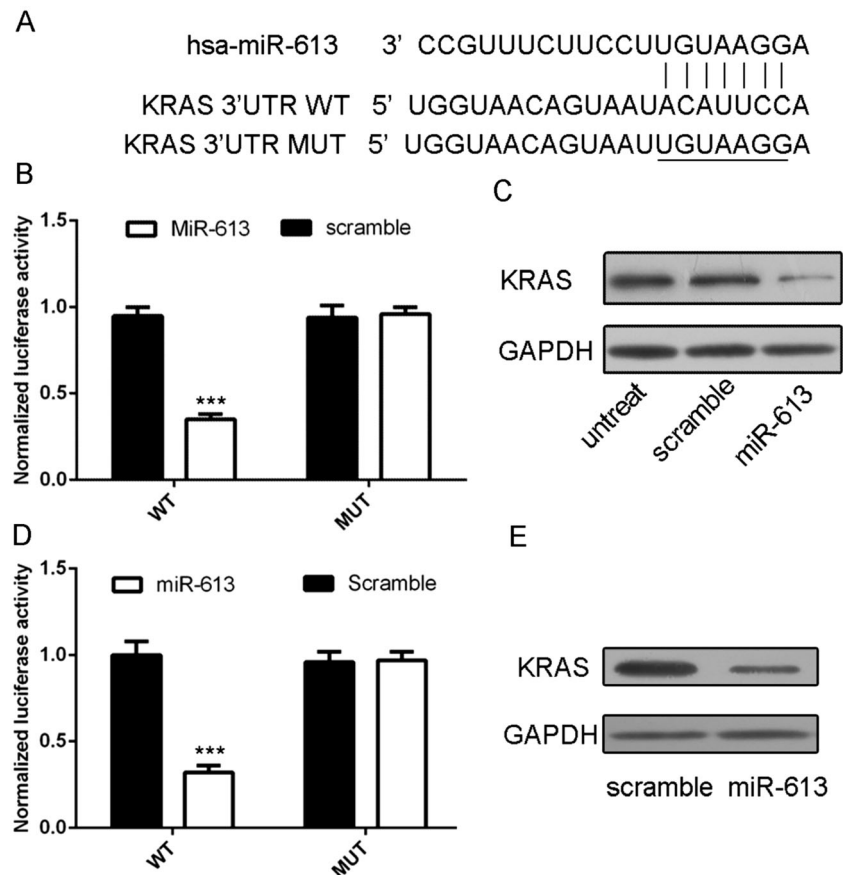 A
hsa-miR-613 3’ CCGUUUCUUCCUUGUAAGGA
KRAS 3’UTR WT 5’ UGGUAACAGUAAUACAUUCCA
KRAS 3’UTR MUT 5’ UGGUAACAGUAAUUGUAAGGA
B
Normalized luciferase activity
1.5
1.0
0.5
0.0
MiR-613 scramble
***
WT MUT
C
KRAS
GAPDH
untreat scramble miR-613
D
Normalized luciferase activity
1.5
1.0
0.5
0.0
miR-613 Scramble
***
WT MUT
E
KRAS
GAPDH
scramble miR-613